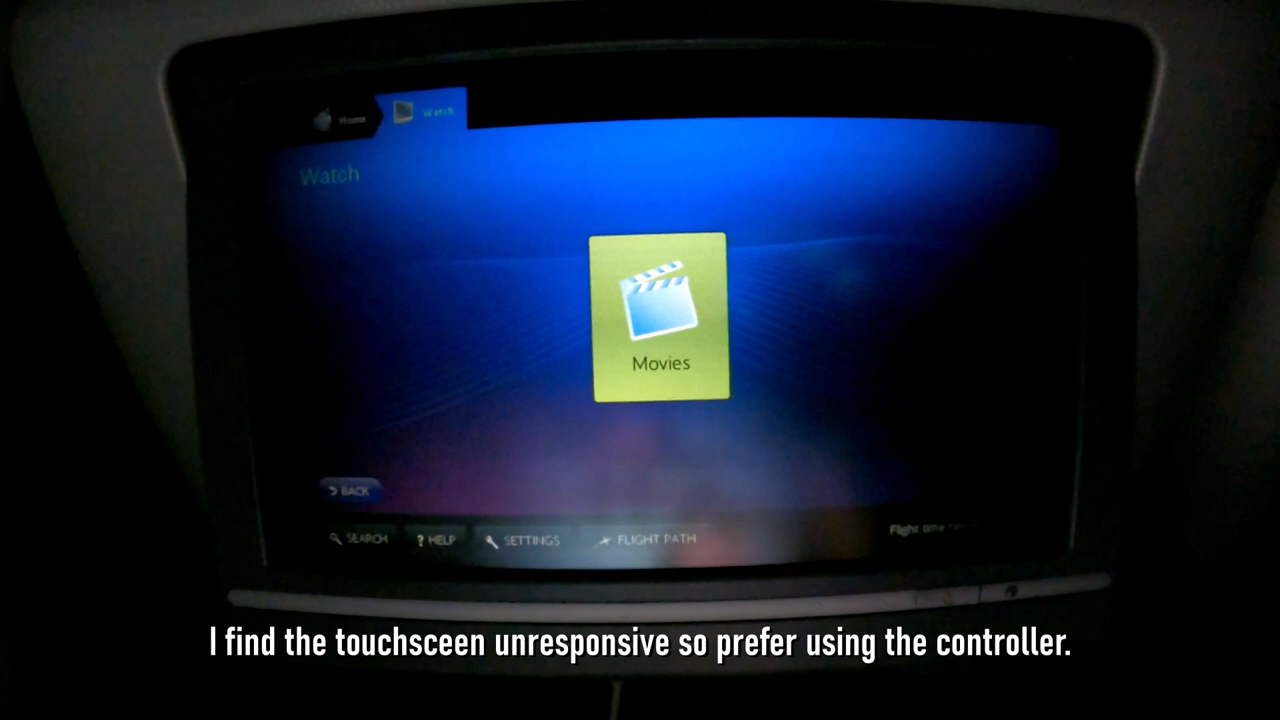 Home
Watch
Watch
Movies
BACK
SEARCH
? HELP
SETTINGS
FLIGHT PATH
Flight time
I find the touchsceen unresponsive so prefer using the controller.